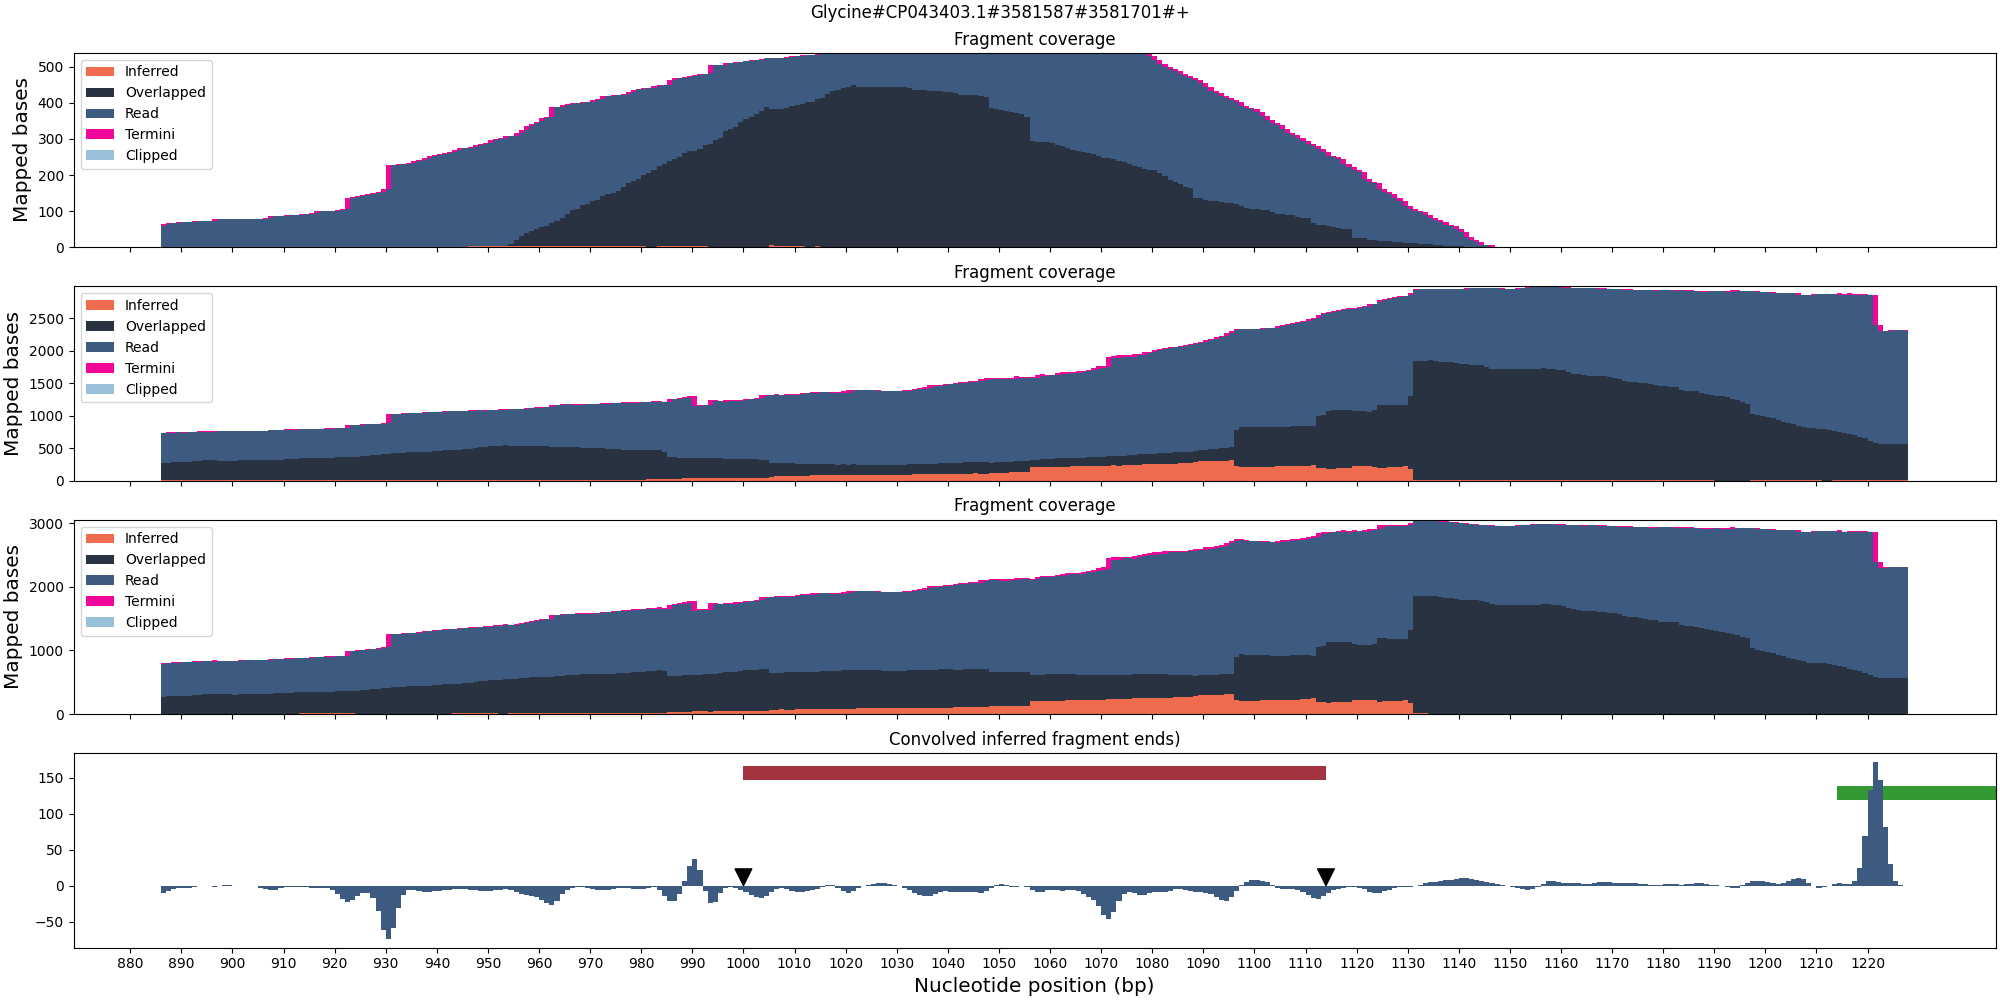 Glycine#CP043403.1#3581587#3581701#+
Fragment coverage
Mapped bases
500
400
300
200
100
0
Inferred
Overlapped
Read
Termini
Clipped
Fragment coverage
Mapped bases
2500
2000
1500
1000
500
0
Inferred
Overlapped
Read
Termini
Clipped
Fragment coverage
Mapped bases
3000
2000
1000
0
Inferred
Overlapped
Read
Termini
Clipped
Convolved inferred fragment ends)
150
100
50
0
−50
880 890 900 910 920 930 940 950 960 970 980 990 1000 1010 1020 1030 1040 1050 1060 1070 1080 1090 1100 1110 1120 1130 1140 1150 1160 1170 1180 1190 1200 1210 1220
Nucleotide position (bp)